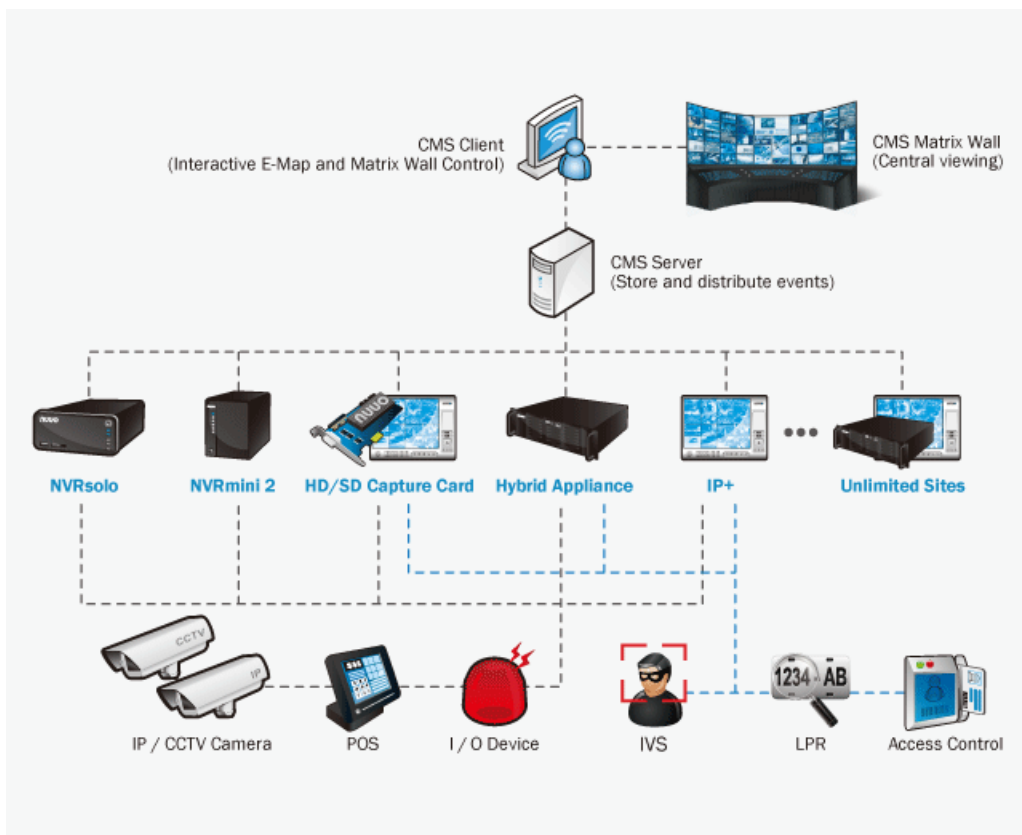 CMS Client
(Interactive E-Map and Matrix Wall Control)
CMS Matrix Wall
(Central viewing)
CMS Server
(Store and distribute events)
nuuo
nuuo
NVRsolo
NVRmini 2
HD/SD Capture Card
Hybrid Appliance
IP+
Unlimited Sites
CCTV
IP
1234 AB
IP / CCTV Camera
POS
I / O Device
IVS
LPR
Access Control